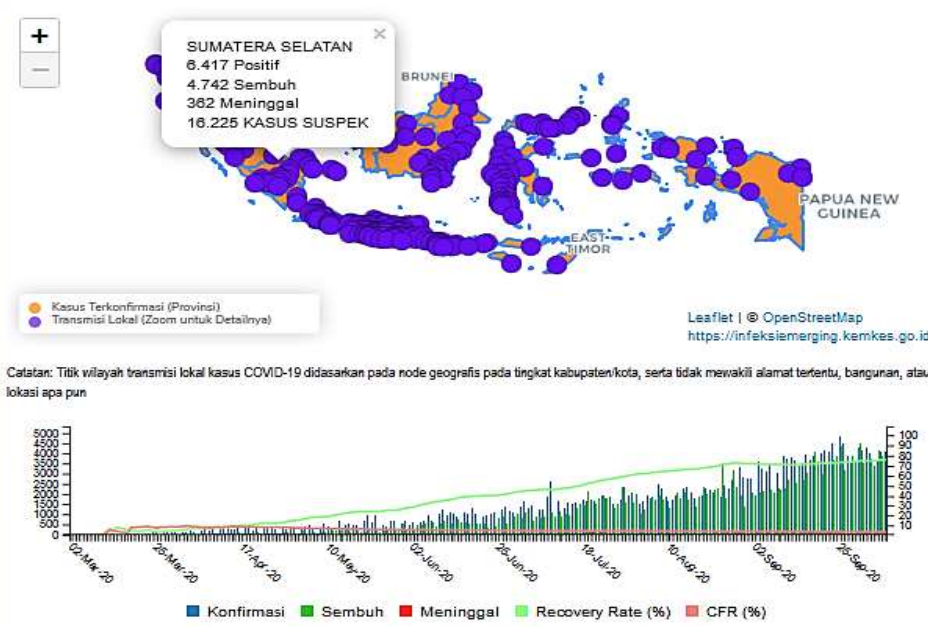 +
−
×
SUMATERA SELATAN
6.417 Positif
4.742 Sembuh
362 Meninggal
16.225 KASUS SUSPEK
BRUNEI
PAPUA NEW
GUINEA
EAST
TIMOR
Kasus Terkonfirmasi (Provinsi)
Transmisi Lokal (Zoom untuk Detailnya)
Leaflet | © OpenStreetMap
https://infeksiemerging.kemkes.go.id
Catatan: Titik wilayah transmisi lokal kasus COVID-19 didasarkan pada node geografis pada tingkat kabupaten/kota, serta tidak mewakili alamat tertentu, bangunan, atau
lokasi apa pun
5000
4500
4000
3500
3000
2500
2000
1500
1000
500
0
100
90
80
70
60
50
40
30
20
10
02-Mar-20
25-Mar-20
17-Apr-20
10-May-20
02-Jun-20
25-Jun-20
18-Jul-20
10-Aug-20
02-Sep-20
25-Sep-20
Konfirmasi Sembuh Meninggal Recovery Rate (%) CFR (%)